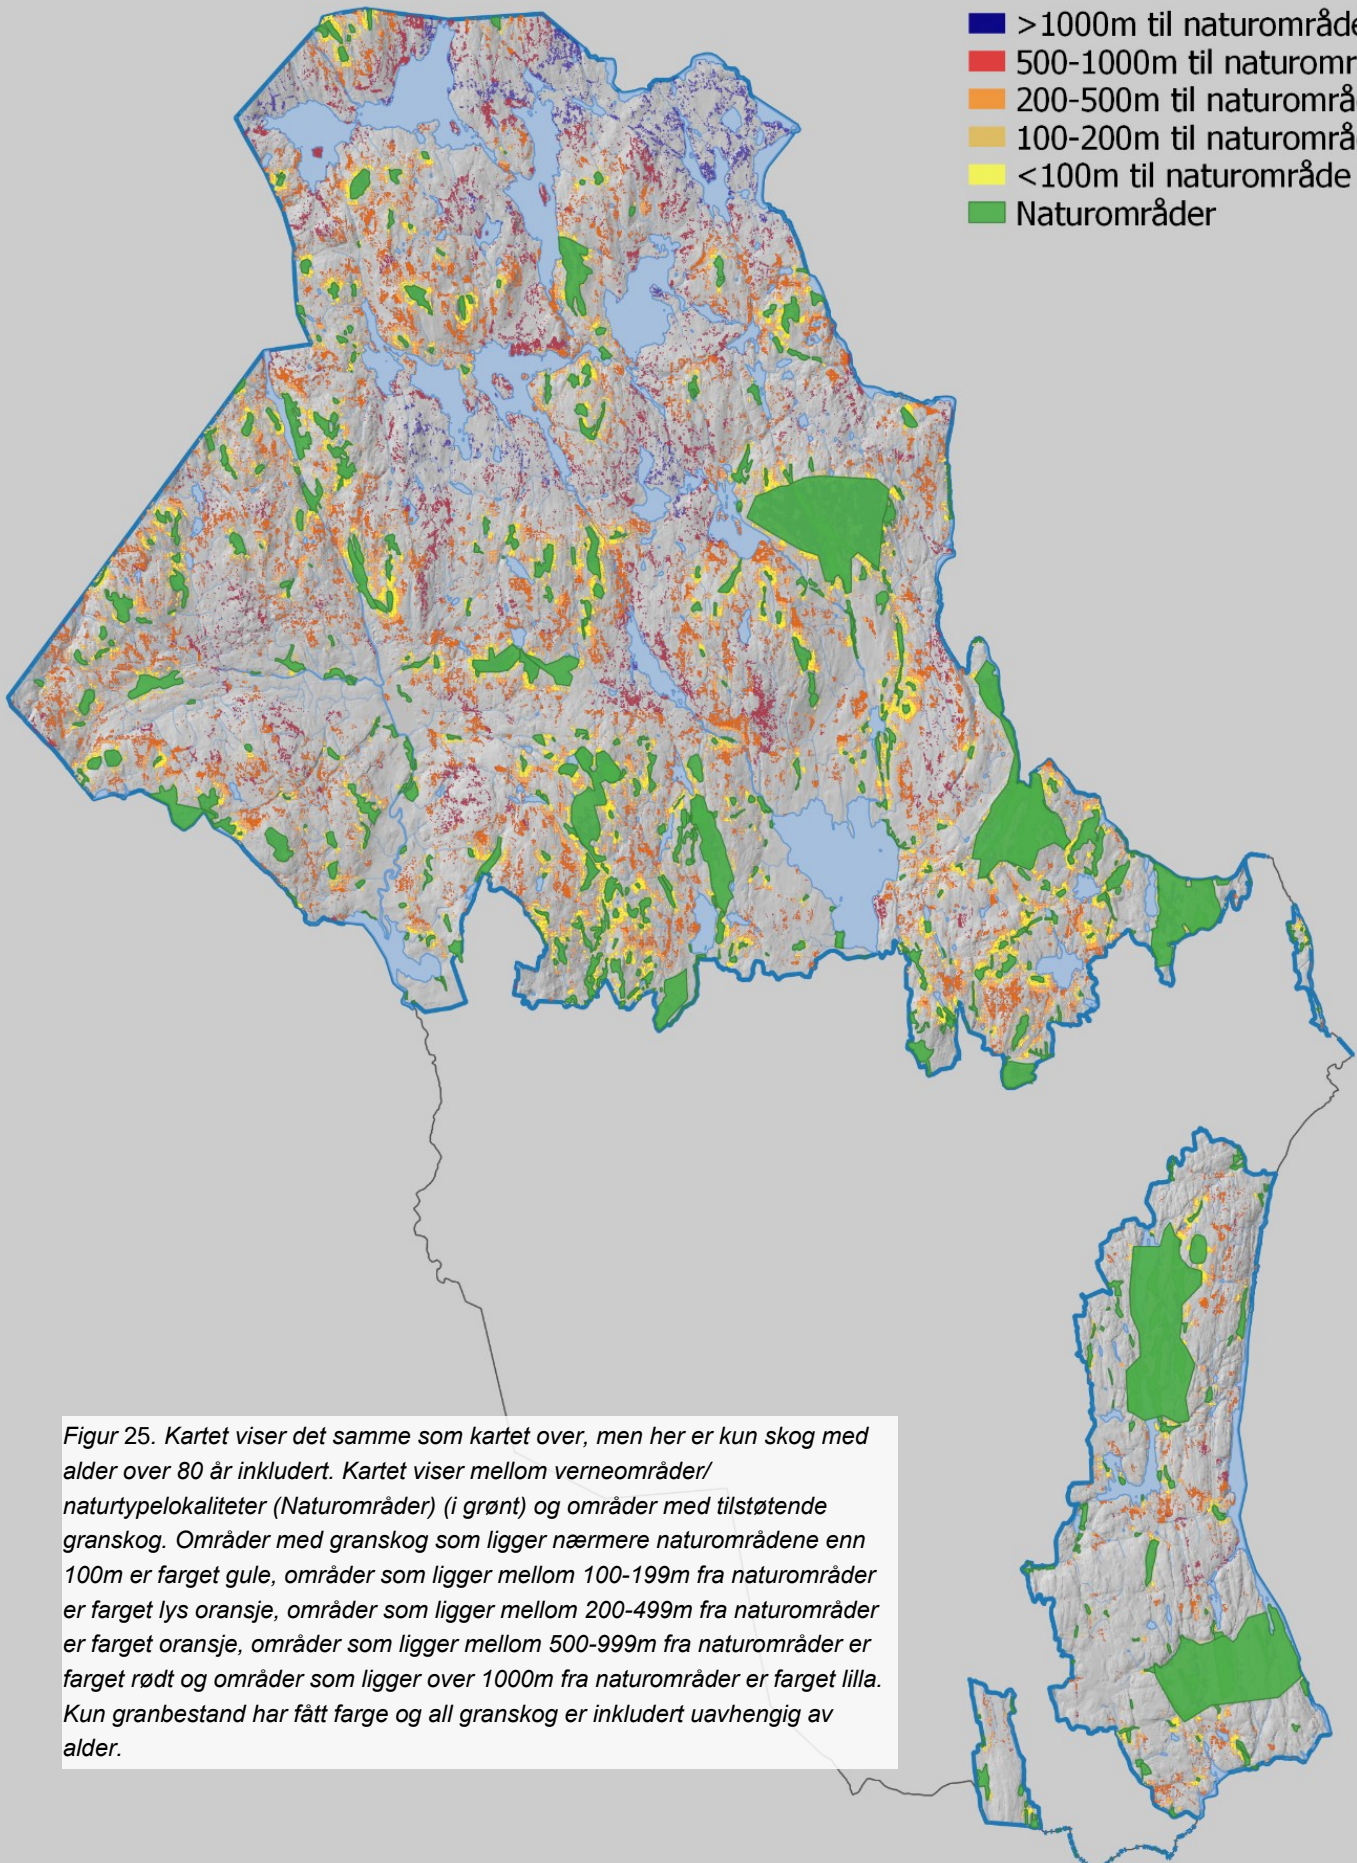 >1000m til naturområde
500-1000m til naturområ
200-500m til naturområ
100-200m til naturområ
<100m til naturområde
Naturområder
Figur 25. Kartet viser det samme som kartet over, men her er kun skog med
alder over 80 år inkludert. Kartet viser mellom verneområder/
naturtypelokaliteter (Naturområder) (i grønt) og områder med tilstøtende
granskog. Områder med granskog som ligger nærmere naturområdene enn
100m er farget gule, områder som ligger mellom 100-199m fra naturområder
er farget lys oransje, områder som ligger mellom 200-499m fra naturområder
er farget oransje, områder som ligger mellom 500-999m fra naturområder er
farget rødt og områder som ligger over 1000m fra naturområder er farget lilla.
Kun granbestand har fått farge og all granskog er inkludert uavhengig av
alder.